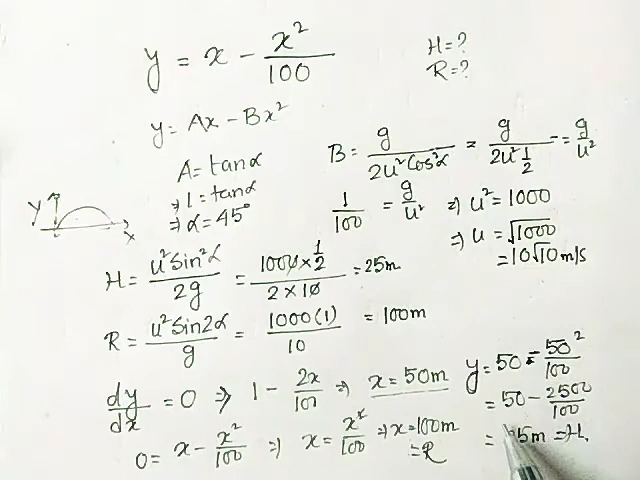 y = x - x²/100
H = ?
R = ?
y = Ax - Bx²
A = tanα
⇒ 1 = tanα
⇒ α = 45°
B = g/(2u²Cos²α) = g/(2u² 1/2) = g/u²
1/100 = g/u² ⇒ u² = 1000
⇒ u = √1000
= 10√10 m/s
Y
x
H = u²Sin²α/2g = (1000 × 1/2)/(2 × 10) = 25m
R = u²Sin2α/g = 1000(1)/10 = 100m
dy/dx = 0 ⇒ 1 - 2x/100 ⇒ x = 50m
0 = x - x²/100 ⇒ x = x²/100 ⇒ x = 100m
= R
y = 50 - 50²/100
= 50 - 2500/100
= 5m = H.